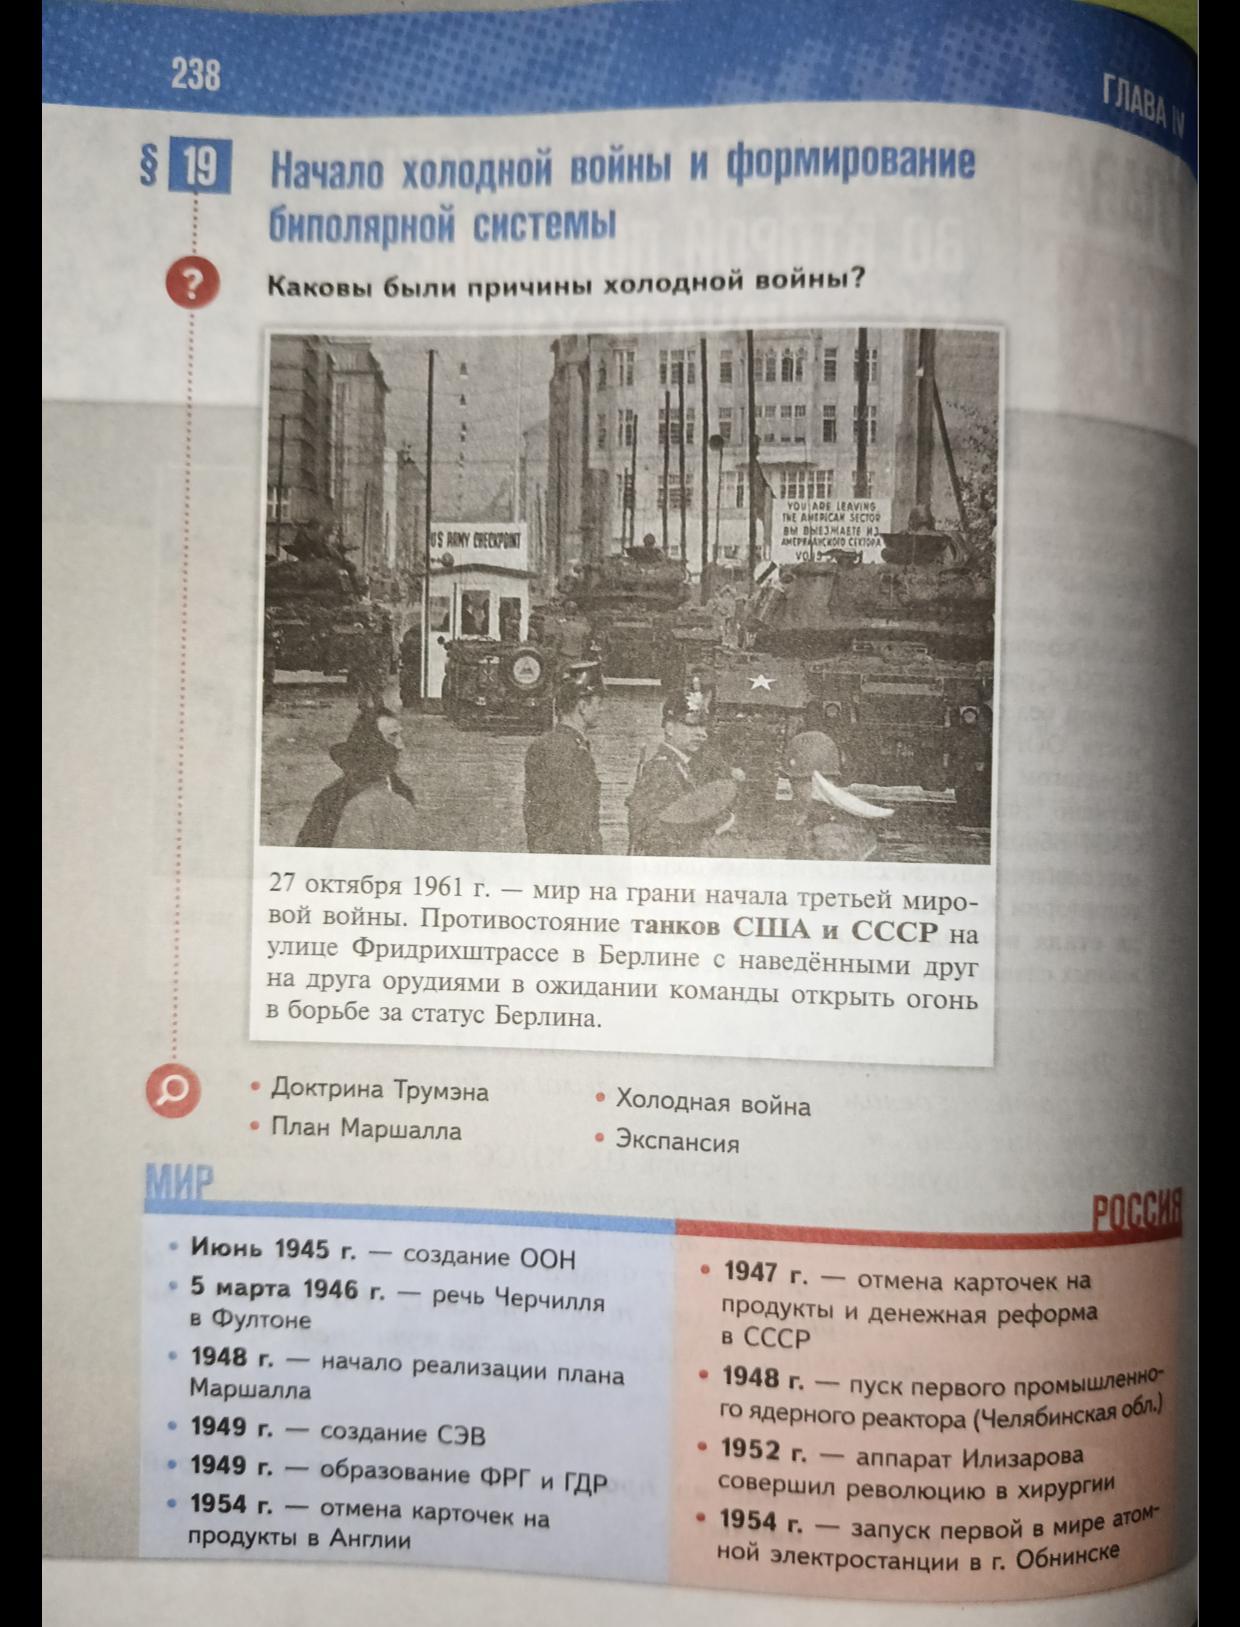 238
ГЛАВА IV
§ 19
Начало холодной войны и формирование
биполярной системы
?
Каковы были причины холодной войны?
US ARMY CHECKPOINT
YOU ARE LEAVING
THE AMERICAN SECTOR
ВЫ ВЫЕЗЖАЕТЕ ИЗ
АМЕРИКАНСКОГО СЕКТОРА
27 октября 1961 г. — мир на грани начала третьей миро-
вой войны. Противостояние танков США и СССР на
улице Фридрихштрассе в Берлине с наведёнными друг
на друга орудиями в ожидании команды открыть огонь
в борьбе за статус Берлина.
• Доктрина Трумэна
• План Маршалла
• Холодная война
• Экспансия
МИР
• Июнь 1945 г. — создание ООН
• 5 марта 1946 г. — речь Черчилля
в Фултоне
• 1948 г. — начало реализации плана
Маршалла
• 1949 г. — создание СЭВ
• 1949 г. — образование ФРГ и ГДР
• 1954 г. — отмена карточек на
продукты в Англии
РОССИЯ
• 1947 г. — отмена карточек на
продукты и денежная реформа
в СССР
• 1948 г. — пуск первого промышленно-
го ядерного реактора (Челябинская обл.)
• 1952 г. — аппарат Илизарова
совершил революцию в хирургии
• 1954 г. — запуск первой в мире атом-
ной электростанции в г. Обнинске